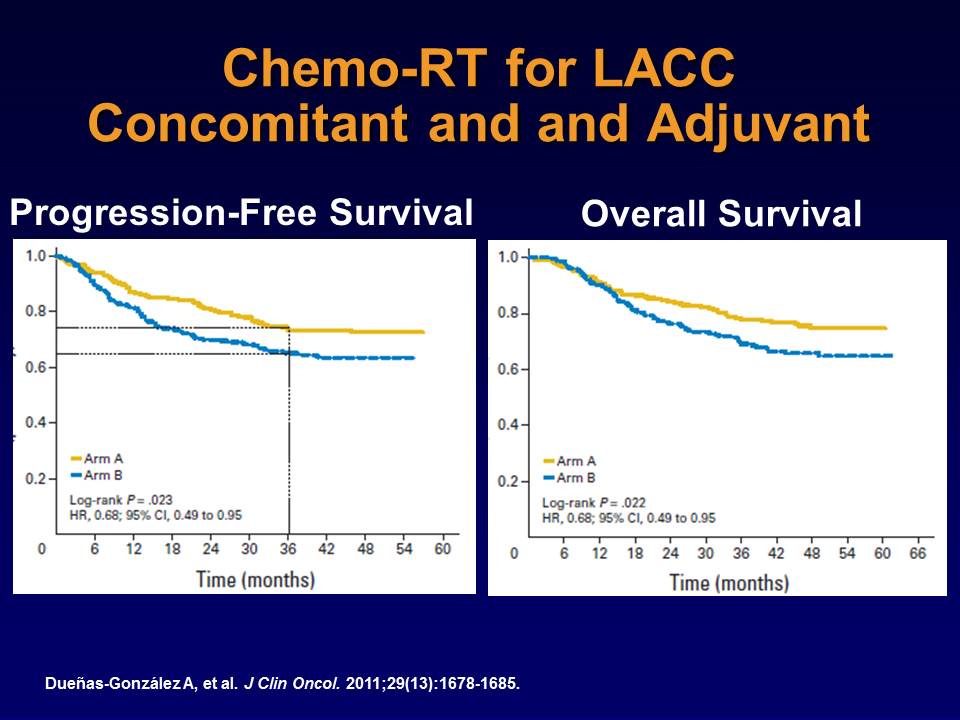 Chemo-RT for LACC
Concomitant and and Adjuvant
Progression-Free Survival
1.0
0.8
0.6
0.4
0.2
Arm A
Arm B
Log-rank P = .023
HR, 0.68; 95% CI, 0.49 to 0.95
0 6 12 18 24 30 36 42 48 54 60
Time (months)
Overall Survival
1.0
0.8
0.6
0.4
0.2
Arm A
Arm B
Log-rank P = .022
HR, 0.68; 95% CI, 0.49 to 0.95
0 6 12 18 24 30 36 42 48 54 60 66
Time (months)
Dueñas-González A, et al. J Clin Oncol. 2011;29(13):1678-1685.